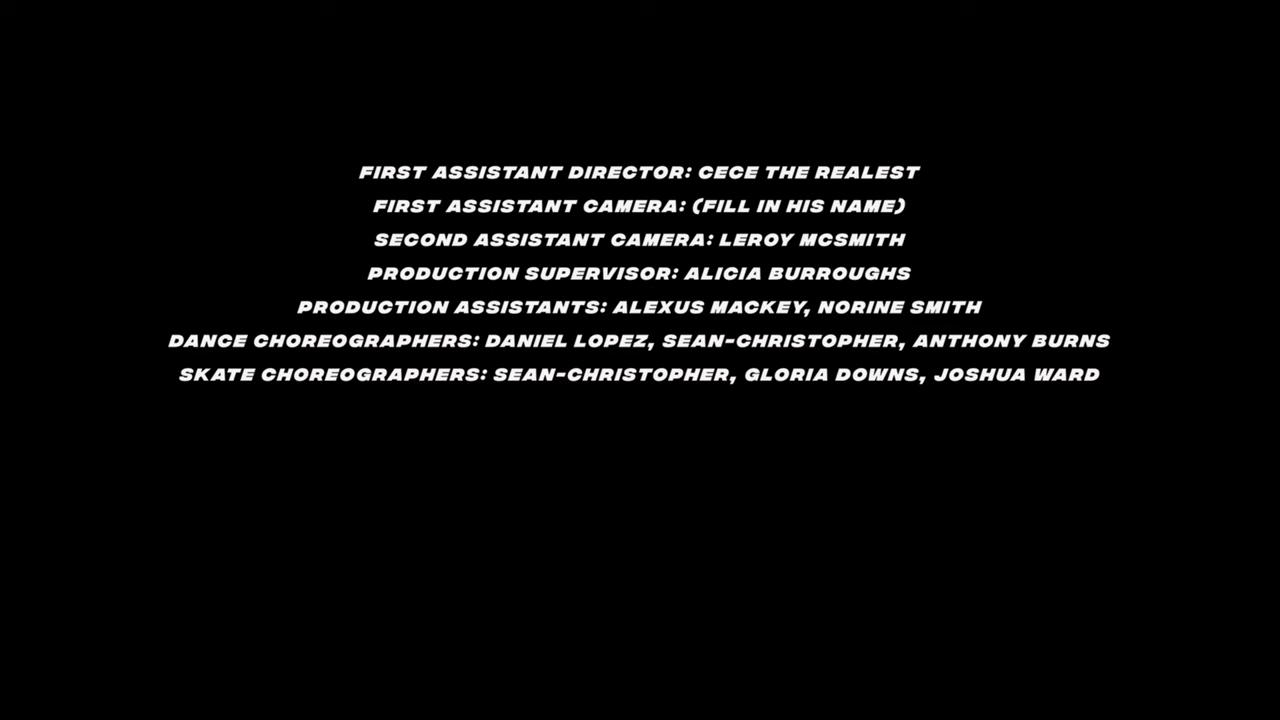 FIRST ASSISTANT DIRECTOR: CECE THE REALEST
FIRST ASSISTANT CAMERA: (FILL IN HIS NAME)
SECOND ASSISTANT CAMERA: LEROY MCSMITH
PRODUCTION SUPERVISOR: ALICIA BURROUGHS
PRODUCTION ASSISTANTS: ALEXUS MACKEY, NORINE SMITH
DANCE CHOREOGRAPHERS: DANIEL LOPEZ, SEAN-CHRISTOPHER, ANTHONY BURNS
SKATE CHOREOGRAPHERS: SEAN-CHRISTOPHER, GLORIA DOWNS, JOSHUA WARD